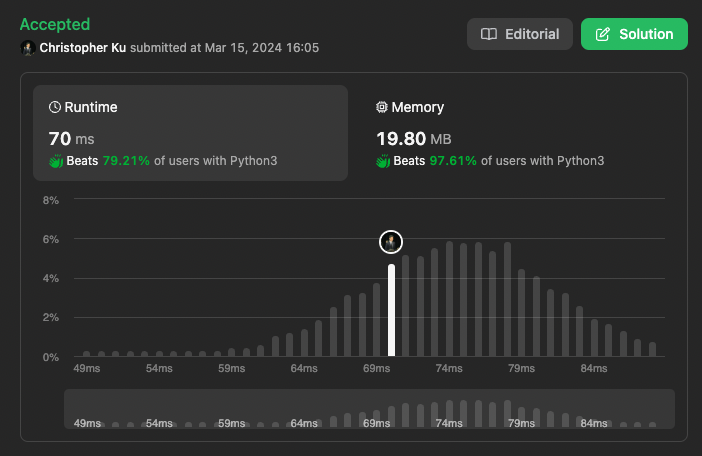 Accepted
Christopher Ku submitted at Mar 15, 2024 16:05
Editorial
Solution
Runtime
70 ms
Beats 79.21% of users with Python3
Memory
19.80 MB
Beats 97.61% of users with Python3
8%
6%
4%
2%
0%
49ms 54ms 59ms 64ms 69ms 74ms 79ms 84ms
49ms 54ms 59ms 64ms 69ms 74ms 79ms 84ms